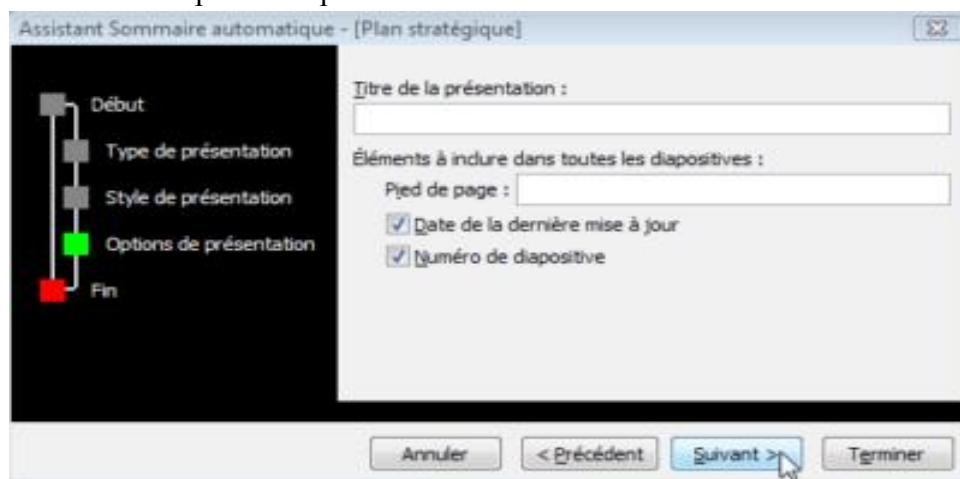 Assistant Sommaire automatique - [Plan stratégique]
Début
Type de présentation
Style de présentation
Options de présentation
Fin
Titre de la présentation :
Éléments à inclure dans toutes les diapositives :
Pied de page :
Date de la dernière mise à jour
Numéro de diapositive
Annuler
< Précédent
Suivant >
Terminer